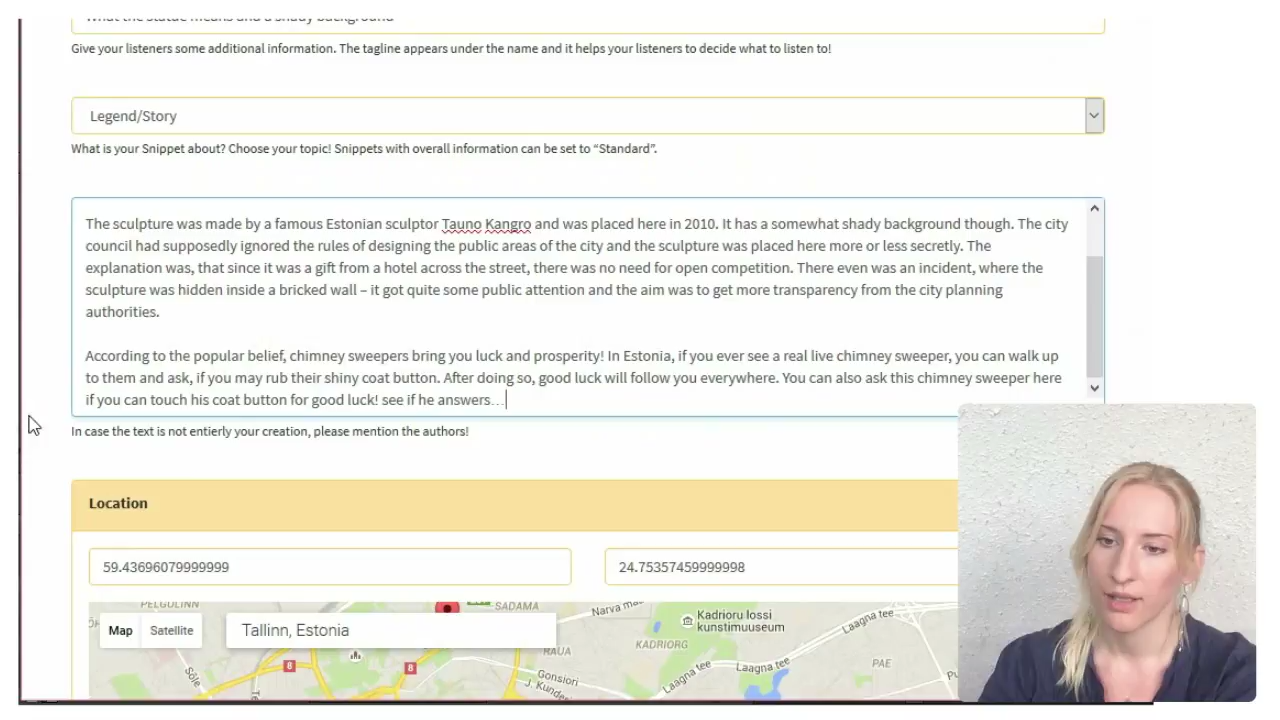 What the statue means and a shady background
Give your listeners some additional information. The tagline appears under the name and it helps your listeners to decide what to listen to!
Legend/Story
What is your Snippet about? Choose your topic! Snippets with overall information can be set to “Standard”.
The sculpture was made by a famous Estonian sculptor Tauno Kangro and was placed here in 2010. It has a somewhat shady background though. The city
council had supposedly ignored the rules of designing the public areas of the city and the sculpture was placed here more or less secretly. The
explanation was, that since it was a gift from a hotel across the street, there was no need for open competition. There even was an incident, where the
sculpture was hidden inside a bricked wall – it got quite some public attention and the aim was to get more transparency from the city planning
authorities.
According to the popular belief, chimney sweepers bring you luck and prosperity! In Estonia, if you ever see a real live chimney sweeper, you can walk up
to them and ask, if you may rub their shiny coat button. After doing so, good luck will follow you everywhere. You can also ask this chimney sweeper here
if you can touch his coat button for good luck! see if he answers…
In case the text is not entierly your creation, please mention the authors!
Location
59.43696079999999
24.75357459999998
PELGULINN
SADAMA
Narva
Kadrioru lossi
kunstimuuseum
Laagna tee
Map
Satellite
Tallinn, Estonia
RAUA
KADRIORG
PAE
8
8
Laagna tee
Sõle
Gonsiori
J. Kunder